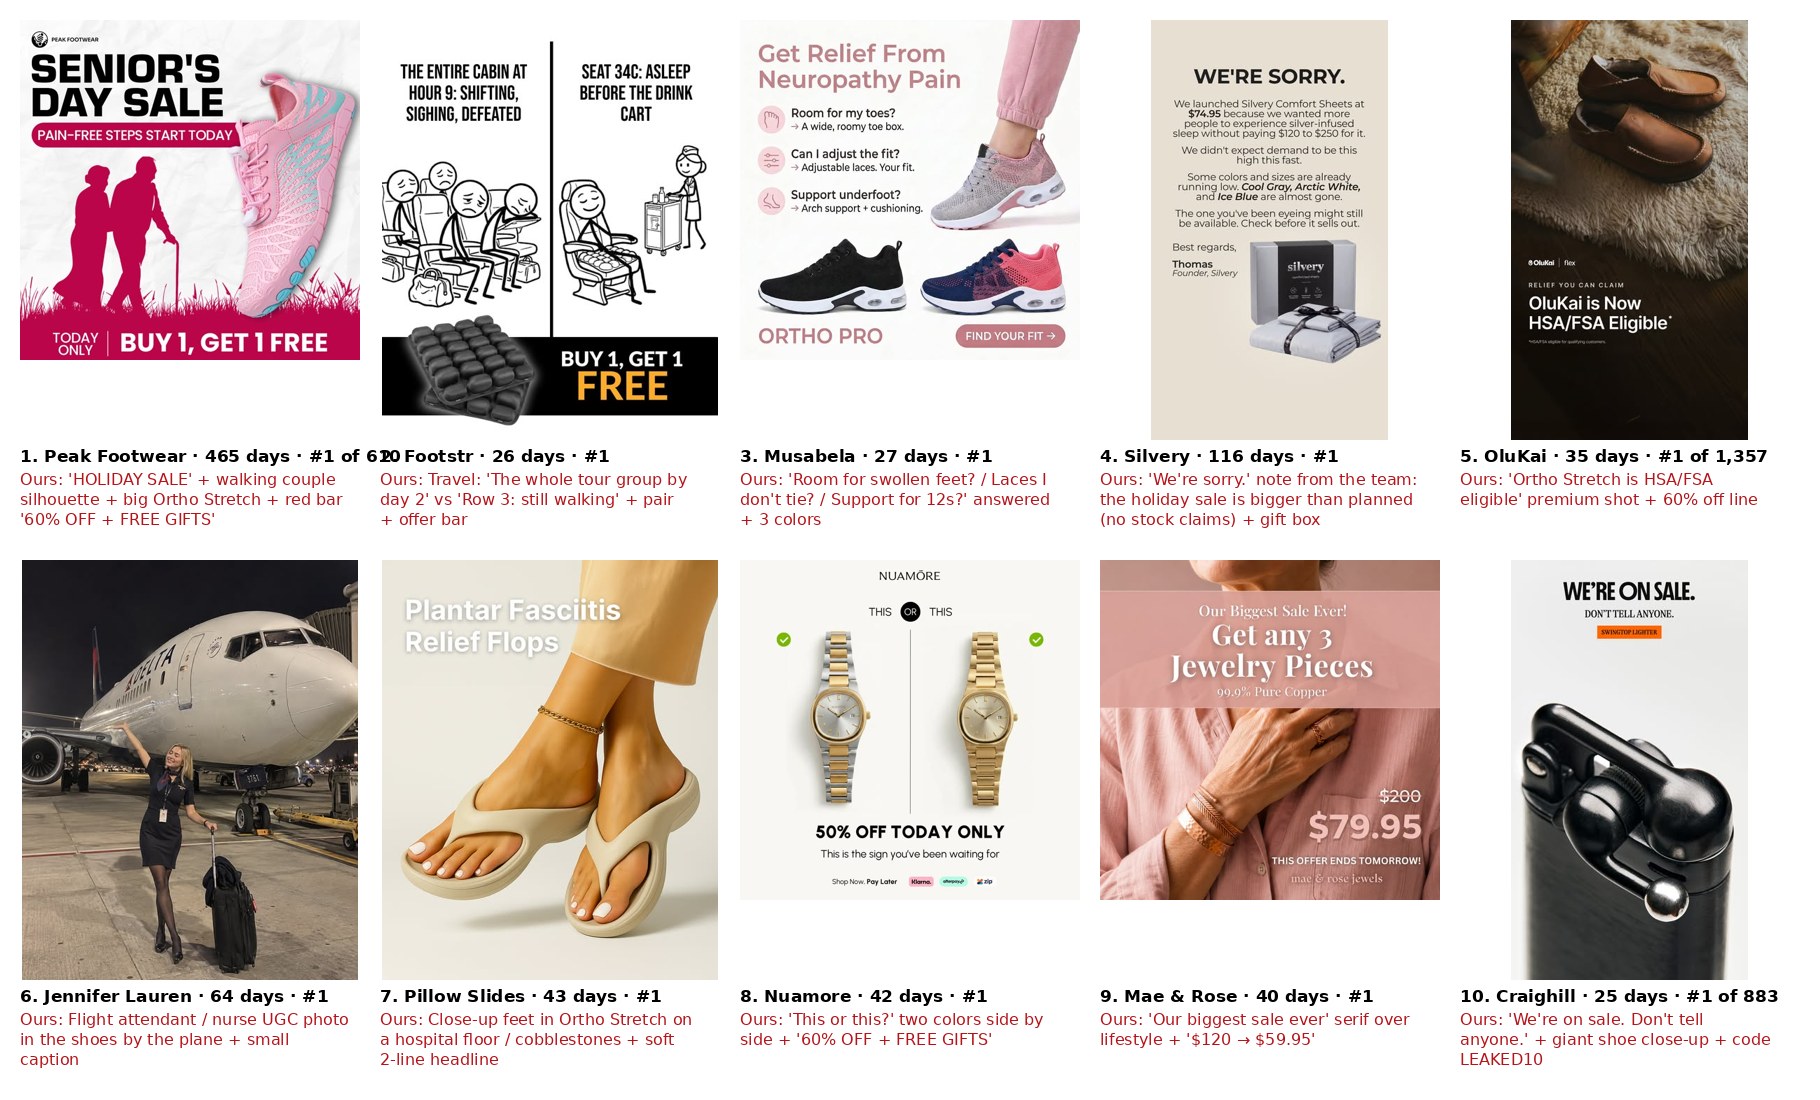 PEAK FOOTWEAR
SENIOR'S
DAY SALE
PAIN-FREE STEPS START TODAY
TODAY
ONLY
BUY 1, GET 1 FREE
1. Peak Footwear · 465 days · #1 of 610
Ours: 'HOLIDAY SALE' + walking couple
silhouette + big Ortho Stretch + red bar
'60% OFF + FREE GIFTS'
THE ENTIRE CABIN AT
HOUR 9: SHIFTING,
SIGHING, DEFEATED
SEAT 34C: ASLEEP
BEFORE THE DRINK
CART
BUY 1, GET 1
FREE
2. Footstr · 26 days · #1
Ours: Travel: 'The whole tour group by
day 2' vs 'Row 3: still walking' + pair
+ offer bar
Get Relief From
Neuropathy Pain
Room for my toes?
→ A wide, roomy toe box.
Can I adjust the fit?
→ Adjustable laces. Your fit.
Support underfoot?
→ Arch support + cushioning.
ORTHO PRO
FIND YOUR FIT →
3. Musabela · 27 days · #1
Ours: 'Room for swollen feet? / Laces I
don't tie? / Support for 12s?' answered
+ 3 colors
WE'RE SORRY.
We launched Silvery Comfort Sheets at
$74.95 because we wanted more
people to experience silver-infused
sleep without paying $120 to $250 for it.
We didn't expect demand to be this
high this fast.
Some colors and sizes are already
running low. Cool Gray, Arctic White,
and Ice Blue are almost gone.
The one you've been eyeing might still
be available. Check before it sells out.
Best regards,
Thomas
Founder, Silvery
silvery
4. Silvery · 116 days · #1
Ours: 'We're sorry.' note from the team:
the holiday sale is bigger than planned
(no stock claims) + gift box
OluKai | flex
RELIEF YOU CAN CLAIM
OluKai is Now
HSA/FSA Eligible*
*HSA/FSA eligible for qualifying customers.
5. OluKai · 35 days · #1 of 1,357
Ours: 'Ortho Stretch is HSA/FSA
eligible' premium shot + 60% off line
DELTA
3751
6. Jennifer Lauren · 64 days · #1
Ours: Flight attendant / nurse UGC photo
in the shoes by the plane + small
caption
Plantar Fasciitis
Relief Flops
7. Pillow Slides · 43 days · #1
Ours: Close-up feet in Ortho Stretch on
a hospital floor / cobblestones + soft
2-line headline
NUAMŌRE
THIS OR THIS
50% OFF TODAY ONLY
This is the sign you've been waiting for
Shop Now. Pay Later Klarna. afterpay zip
8. Nuamore · 42 days · #1
Ours: 'This or this?' two colors side by
side + '60% OFF + FREE GIFTS'
Our Biggest Sale Ever!
Get any 3
Jewelry Pieces
99.9% Pure Copper
$200
$79.95
THIS OFFER ENDS TOMORROW!
mae & rose jewels
9. Mae & Rose · 40 days · #1
Ours: 'Our biggest sale ever' serif over
lifestyle + '$120 → $59.95'
WE'RE ON SALE.
DON'T TELL ANYONE.
SWINGTOP LIGHTER
10. Craighill · 25 days · #1 of 883
Ours: 'We're on sale. Don't tell
anyone.' + giant shoe close-up + code
LEAKED10